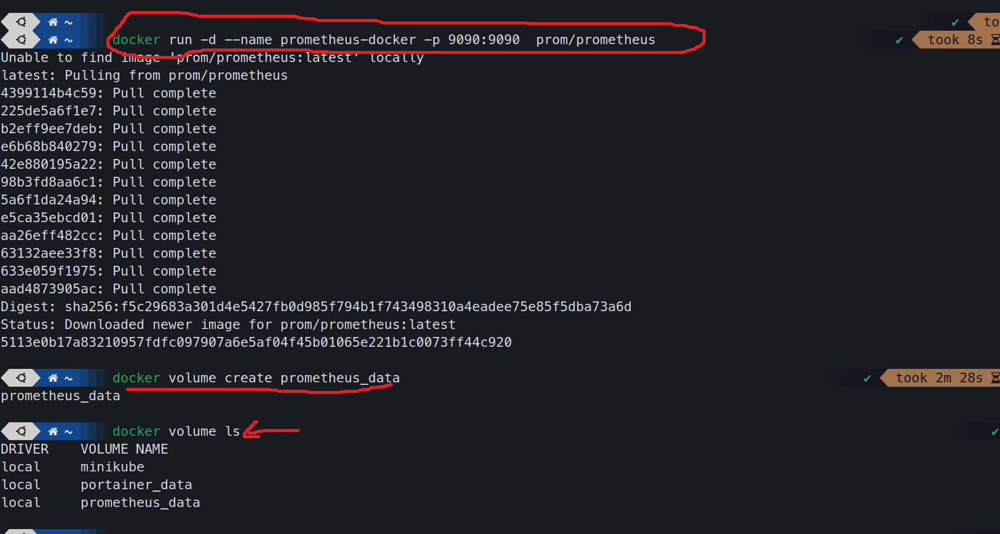 ~ ✔ too
~ docker run -d --name prometheus-docker -p 9090:9090  prom/prometheus ✔ took 8s
Unable to find image 'prom/prometheus:latest' locally
latest: Pulling from prom/prometheus
4399114b4c59: Pull complete
225de5a6f1e7: Pull complete
b2eff9ee7deb: Pull complete
e6b68b840279: Pull complete
42e880195a22: Pull complete
98b3fd8aa6c1: Pull complete
5a6f1da24a94: Pull complete
e5ca35ebcd01: Pull complete
aa26eff482cc: Pull complete
63132aee33f8: Pull complete
633e059f1975: Pull complete
aad4873905ac: Pull complete
Digest: sha256:f5c29683a301d4e5427fb0d985f794b1f743498310a4eadee75e85f5dba73a6d
Status: Downloaded newer image for prom/prometheus:latest
5113e0b17a83210957fdfc097907a6e5af04f45b01065e221b1c0073ff44c920
~ docker volume create prometheus_data ✔ took 2m 28s
prometheus_data
~ docker volume ls ✔
DRIVER    VOLUME NAME
local     minikube
local     portainer_data
local     prometheus_data